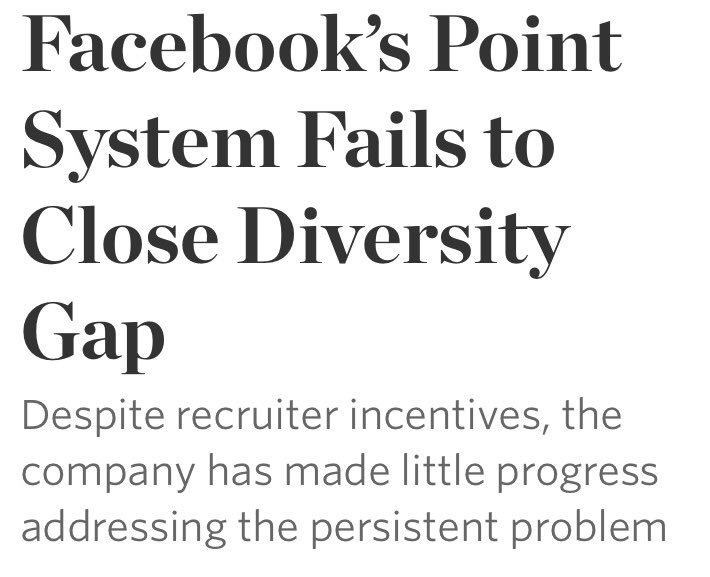 Facebook’s Point
System Fails to
Close Diversity
Gap
Despite recruiter incentives, the
company has made little progress
addressing the persistent problem